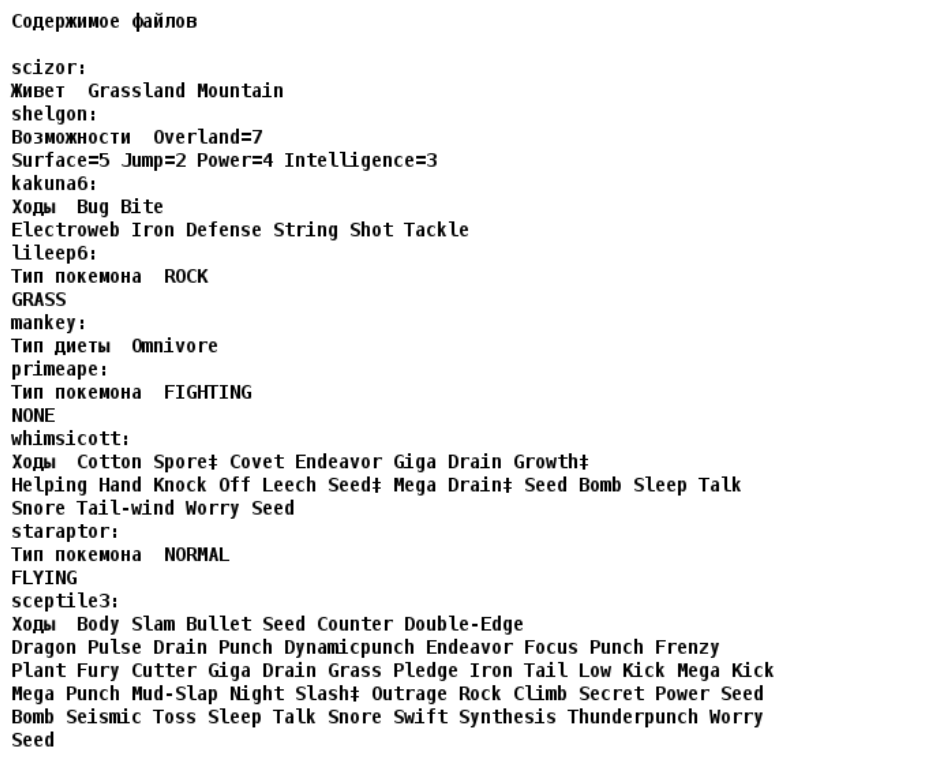 Содержимое файлов
scizor:
Живет  Grassland Mountain
shelgon:
Возможности  Overland=7
Surface=5 Jump=2 Power=4 Intelligence=3
kakuna6:
Ходы  Bug Bite
Electroweb Iron Defense String Shot Tackle
lileep6:
Тип покемона  ROCK
GRASS
mankey:
Тип диеты  Omnivore
primeape:
Тип покемона  FIGHTING
NONE
whimsicott:
Ходы  Cotton Spore‡ Covet Endeavor Giga Drain Growth‡
Helping Hand Knock Off Leech Seed‡ Mega Drain‡ Seed Bomb Sleep Talk
Snore Tail-wind Worry Seed
staraptor:
Тип покемона  NORMAL
FLYING
sceptile3:
Ходы  Body Slam Bullet Seed Counter Double-Edge
Dragon Pulse Drain Punch Dynamicpunch Endeavor Focus Punch Frenzy
Plant Fury Cutter Giga Drain Grass Pledge Iron Tail Low Kick Mega Kick
Mega Punch Mud-Slap Night Slash‡ Outrage Rock Climb Secret Power Seed
Bomb Seismic Toss Sleep Talk Snore Swift Synthesis Thunderpunch Worry
Seed